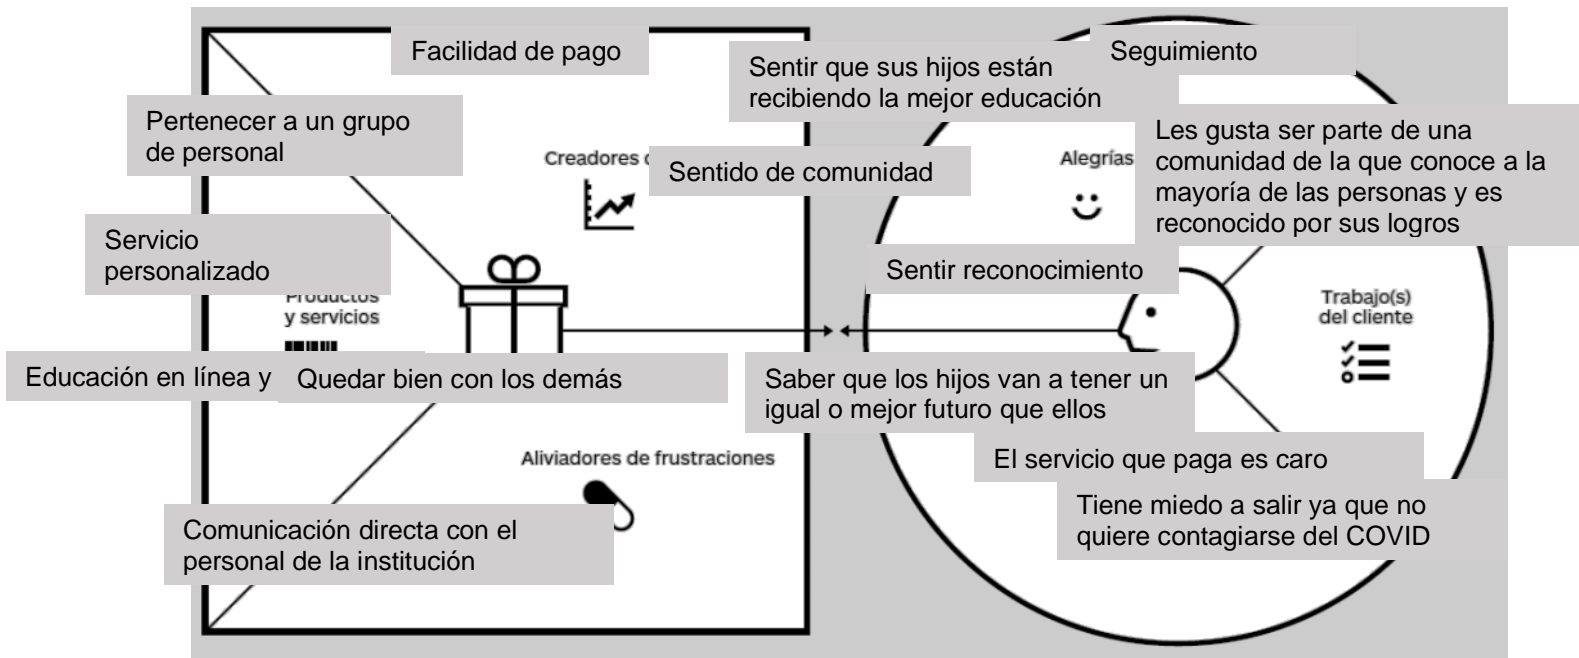 Facilidad de pago
Seguimiento
Sentir que sus hijos están
recibiendo la mejor educación
Pertenecer a un grupo
de personal
Les gusta ser parte de una
comunidad de la que conoce a la
mayoría de las personas y es
reconocido por sus logros
Creadores
Sentido de comunidad
Alegrías
Servicio
personalizado
Sentir reconocimiento
Productos
y servicios
Trabajo(s)
del cliente
Educación en línea y
Quedar bien con los demás
Saber que los hijos van a tener un
igual o mejor futuro que ellos
Aliviadores de frustraciones
El servicio que paga es caro
Tiene miedo a salir ya que no
quiere contagiarse del COVID
Comunicación directa con el
personal de la institución